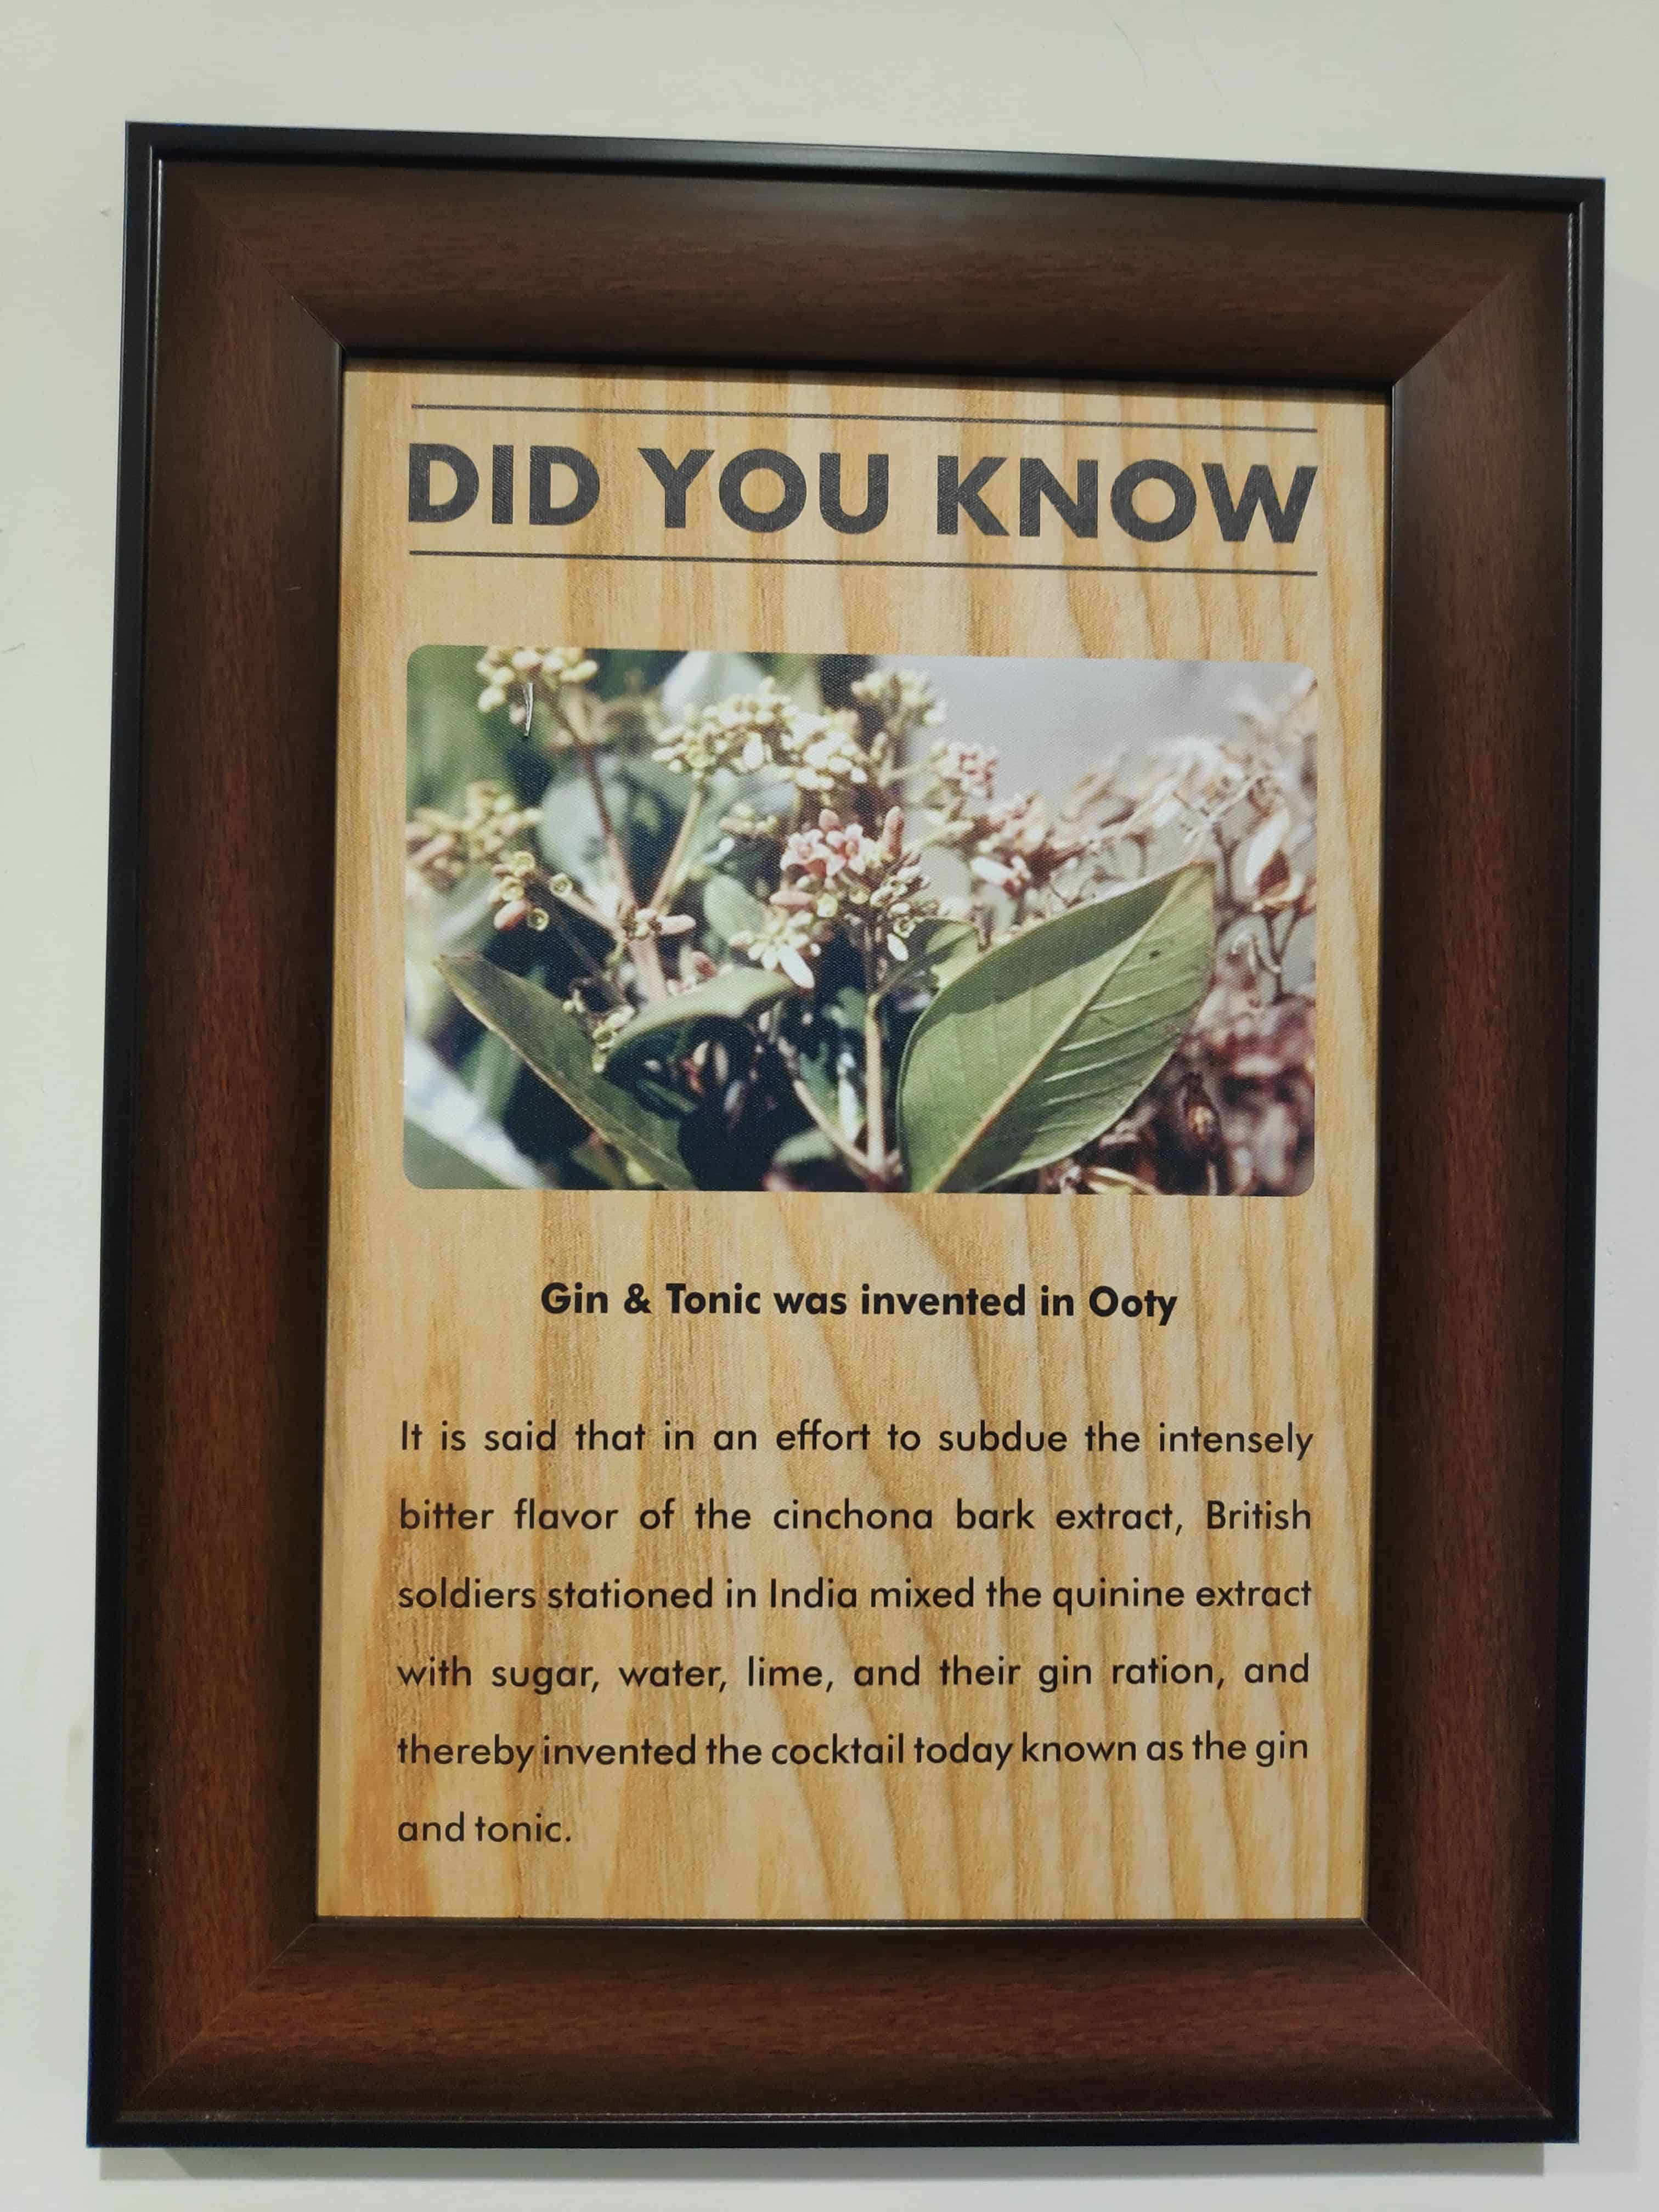 DID YOU KNOW
Gin & Tonic was invented in Ooty
It is said that in an effort to subdue the intensely
bitter flavor of the cinchona bark extract, British
soldiers stationed in India mixed the quinine extract
with sugar, water, lime, and their gin ration, and
thereby invented the cocktail today known as the gin
and tonic.